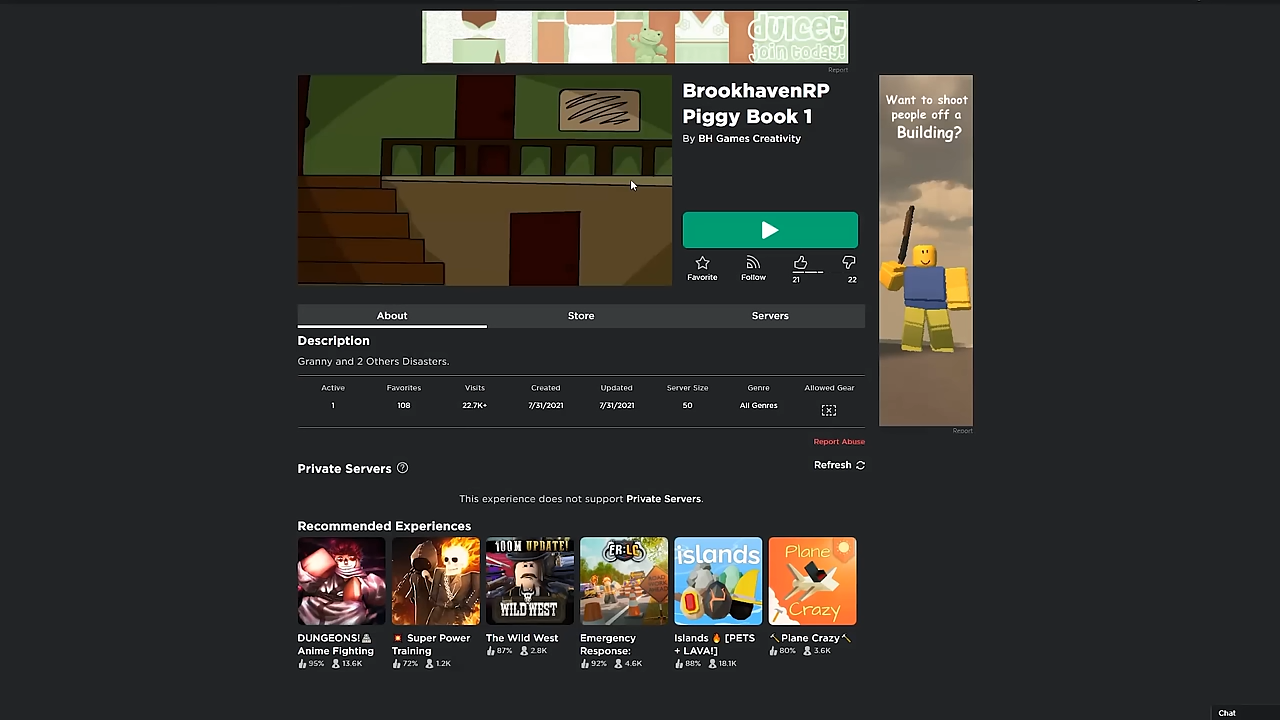 dulcet
join today!
Report
BrookhavenRP
Piggy Book 1
By BH Games Creativity
Want to shoot
people off a
Building?
Favorite
Follow
21
22
About
Store
Servers
Description
Granny and 2 Others Disasters.
Active
Favorites
Visits
Created
Updated
Server Size
Genre
Allowed Gear
1
108
22.7K+
7/31/2021
7/31/2021
50
All Genres
Report
Report Abuse
Private Servers
Refresh
This experience does not support Private Servers.
Recommended Experiences
100M UPDATE!
WILD WEST
ER:LC
ROAD WORK AHEAD
islands
Plane
Crazy
DUNGEONS!
Anime Fighting
95% 13.6K
Super Power
Training
72% 1.2K
The Wild West
87% 2.8K
Emergency
Response:
92% 4.6K
Islands 🔥 [PETS
+ LAVA!]
88% 18.1K
Plane Crazy
80% 3.6K
Chat